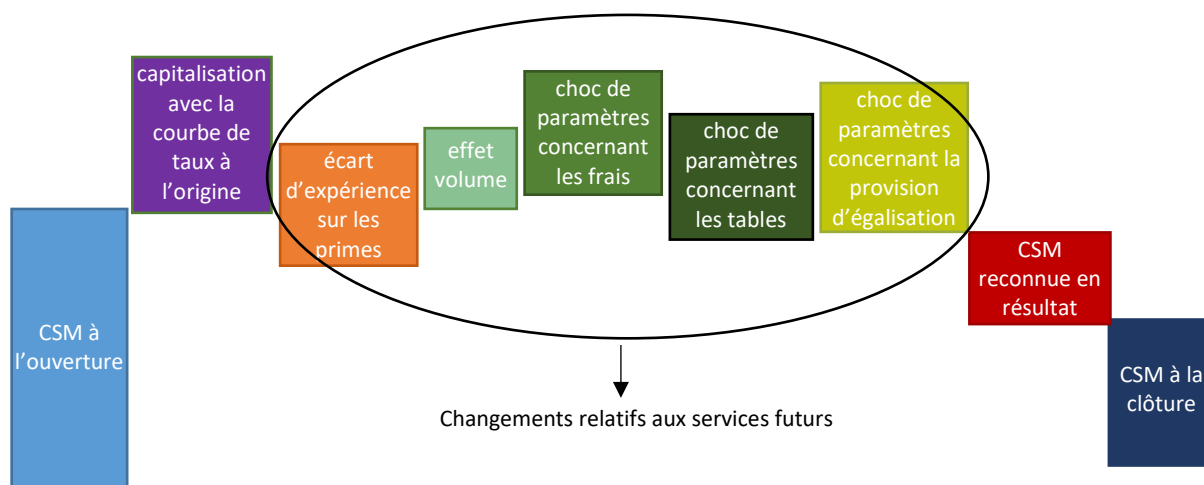 CSM à
l’ouverture
capitalisation
avec la
courbe de
taux à
l’origine
écart
d’expérience
sur les
primes
effet
volume
choc de
paramètres
concernant
les frais
choc de
paramètres
concernant
les tables
choc de
paramètres
concernant la
provision
d’égalisation
CSM
reconnue en
résultat
CSM à la
clôture
Changements relatifs aux services futurs